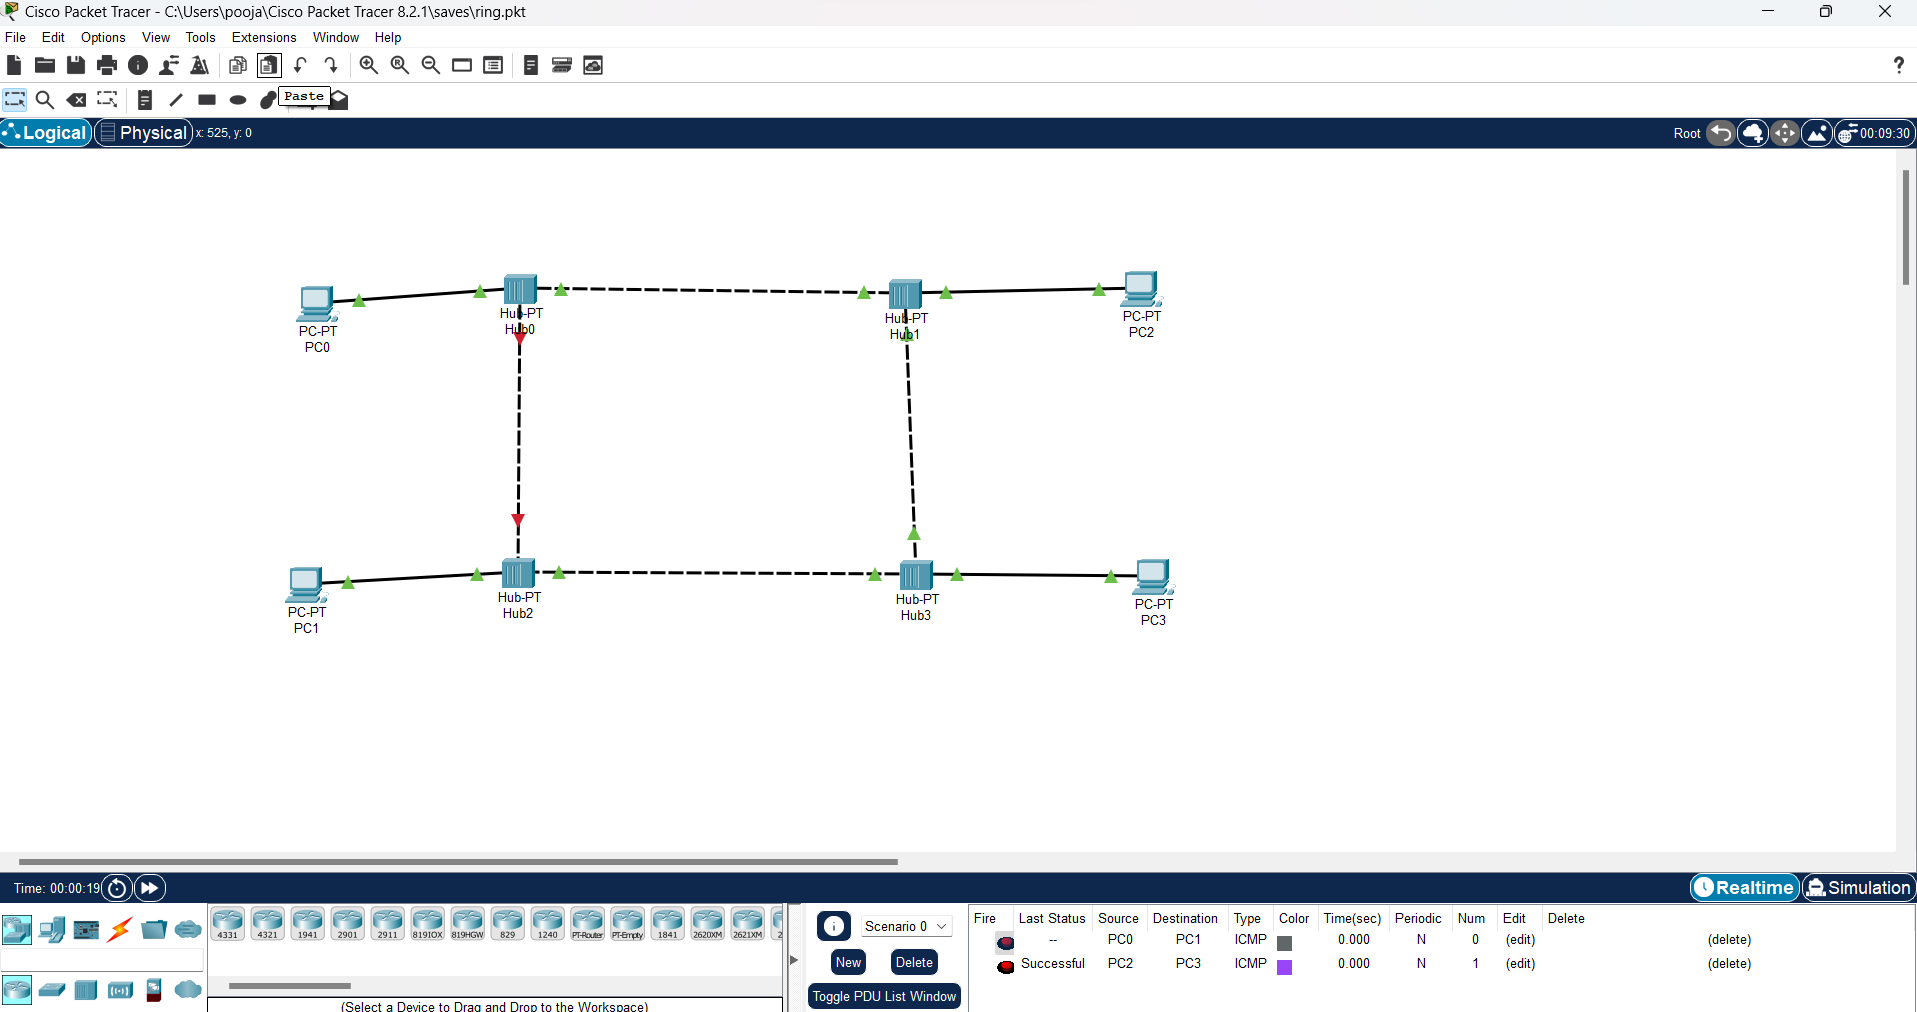 Cisco Packet Tracer - C:\Users\pooja\Cisco Packet Tracer 8.2.1\saves\ring.pkt
File Edit Options View Tools Extensions Window Help
?
Paste
Logical Physical x: 525, y: 0 Root 00:09:30
PC-PT
PC0
Hub-PT
Hub0
Hub-PT
Hub1
PC-PT
PC2
PC-PT
PC1
Hub-PT
Hub2
Hub-PT
Hub3
PC-PT
PC3
Time: 00:00:19 Realtime Simulation
4331 4321 1941 2901 2911 819IOX 819HGW 829 1240 PT-Router PT-Empty 1841 2620XM 2621XM 2
(Select a Device to Drag and Drop to the Workspace)
Scenario 0
New Delete
Toggle PDU List Window
Fire Last Status Source Destination Type Color Time(sec) Periodic Num Edit Delete
-- PC0 PC1 ICMP 0.000 N 0 (edit) (delete)
Successful PC2 PC3 ICMP 0.000 N 1 (edit) (delete)